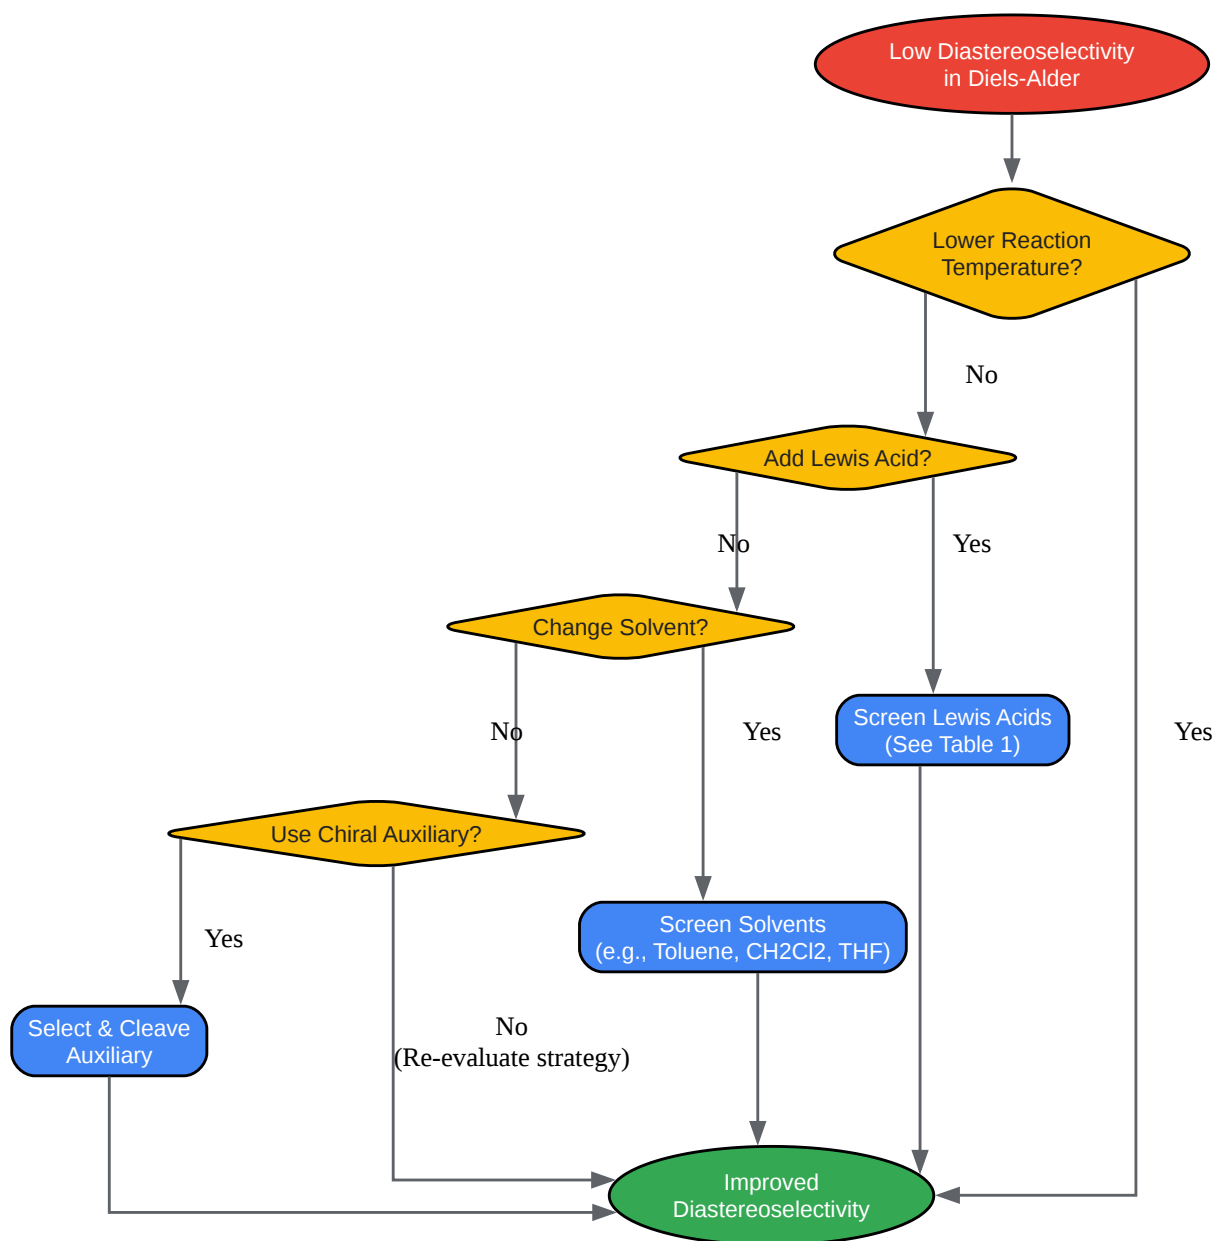 Low Diastereoselectivity
in Diels-Alder
Lower Reaction
Temperature?
No
Add Lewis Acid?
No
Yes
Change Solvent?
Screen Lewis Acids
(See Table 1)
No
Yes
Yes
Use Chiral Auxiliary?
Screen Solvents
(e.g., Toluene, CH2Cl2, THF)
Yes
Select & Cleave
Auxiliary
No
(Re-evaluate strategy)
Improved
Diastereoselectivity